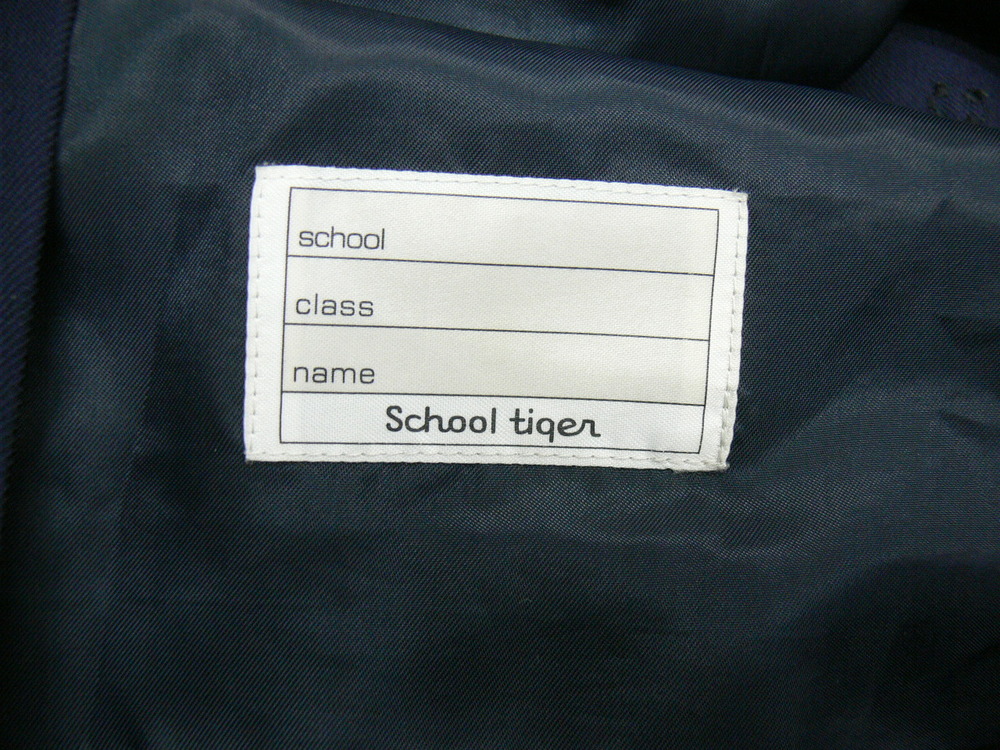 school
class
name
School tiger